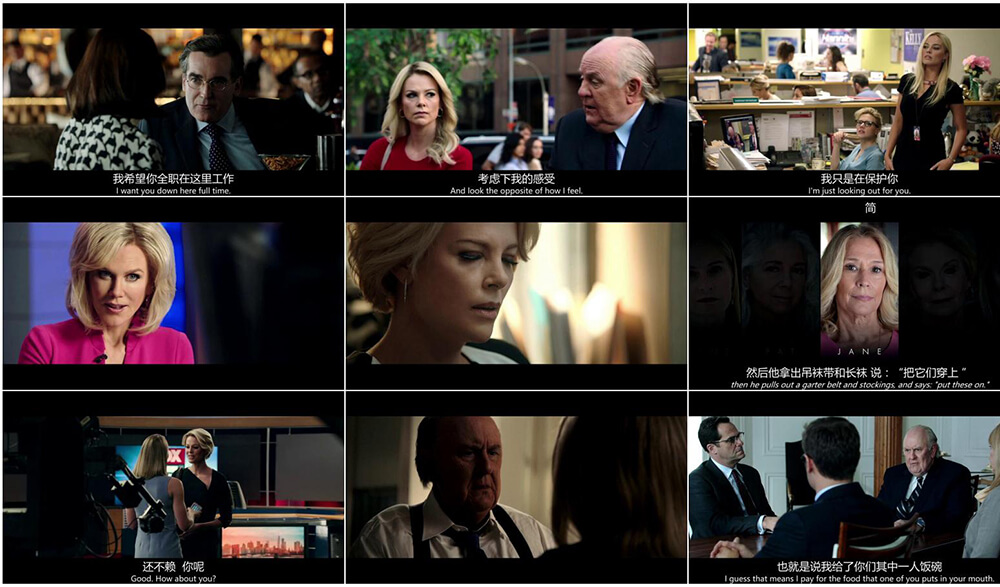 我希望你全职在这里工作
I want you down here full time.
考虑下我的感受
And look the opposite of how I feel.
KELLY
我只是在保护你
I'm just looking out for you.
简
JANE
然后他拿出吊袜带和长袜 说：“把它们穿上”
then he pulls out a garter belt and stockings, and says: "put these on."
还不赖 你呢
Good. How about you?
也就是说我给了你们其中一人饭碗
I guess that means I pay for the food that one of you puts in your mouth.